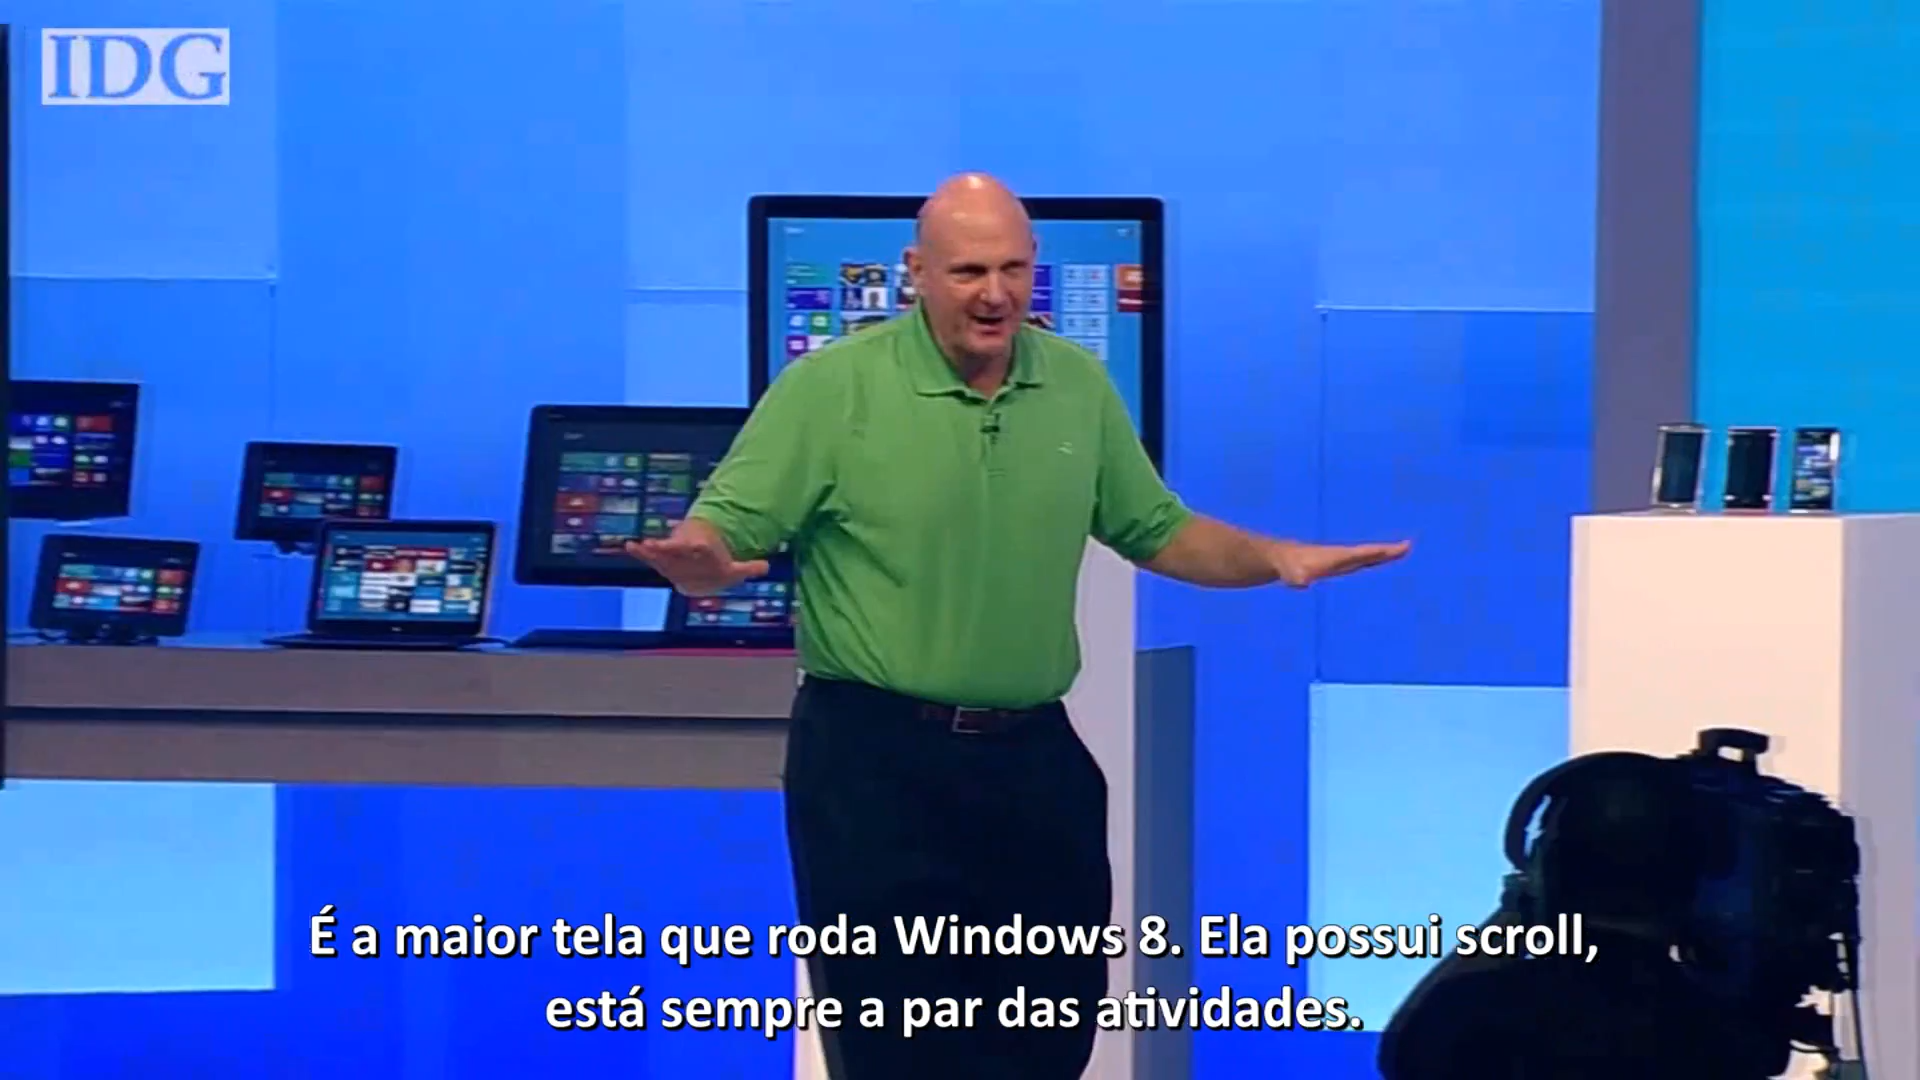 IDG
É a maior tela que roda Windows 8. Ela possui scroll,
está sempre a par das atividades.